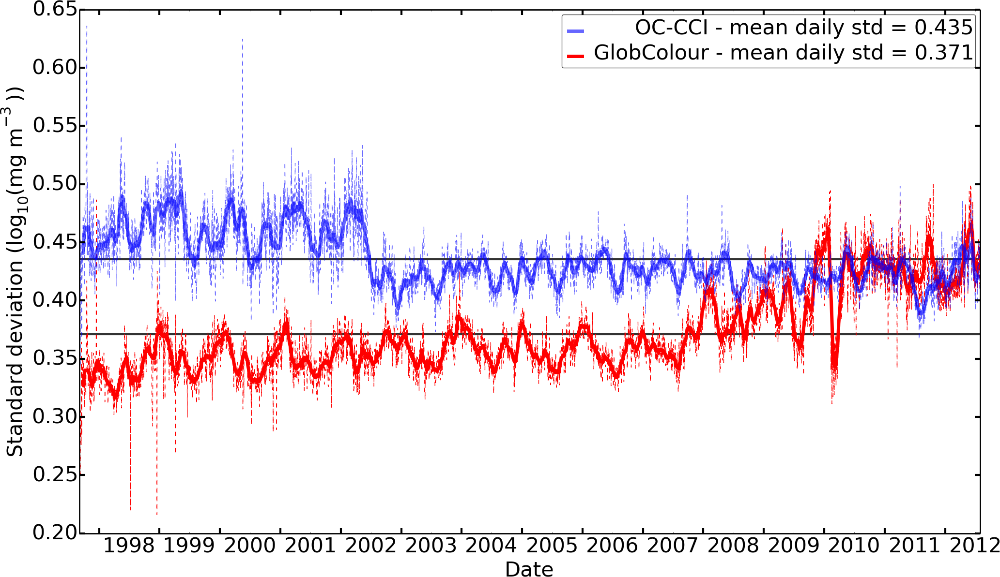 OC-CCI - mean daily std = 0.435
GlobColour - mean daily std = 0.371
Standard deviation (log₁₀(mg m⁻³))
0.65
0.60
0.55
0.50
0.45
0.40
0.35
0.30
0.25
0.20
1998 1999 2000 2001 2002 2003 2004 2005 2006 2007 2008 2009 2010 2011 2012
Date